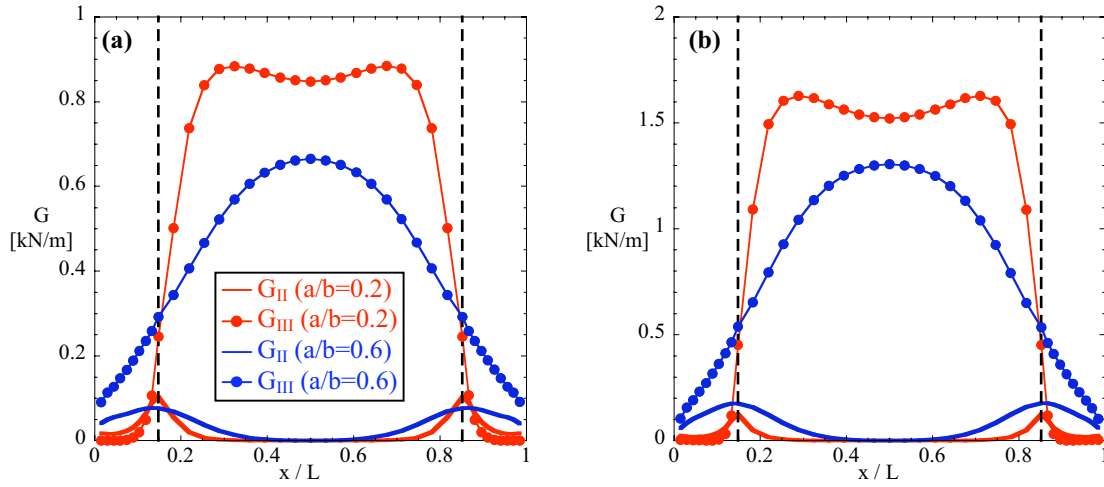 (a)
1
0.8
0.6
G
[kN/m]
0.4
0.2
0
G_II (a/b=0.2)
G_III (a/b=0.2)
G_II (a/b=0.6)
G_III (a/b=0.6)
0 0.2 0.4 0.6 0.8 1
x / L
(b)
2
1.5
G
[kN/m]
1
0.5
0
0 0.2 0.4 0.6 0.8 1
x / L